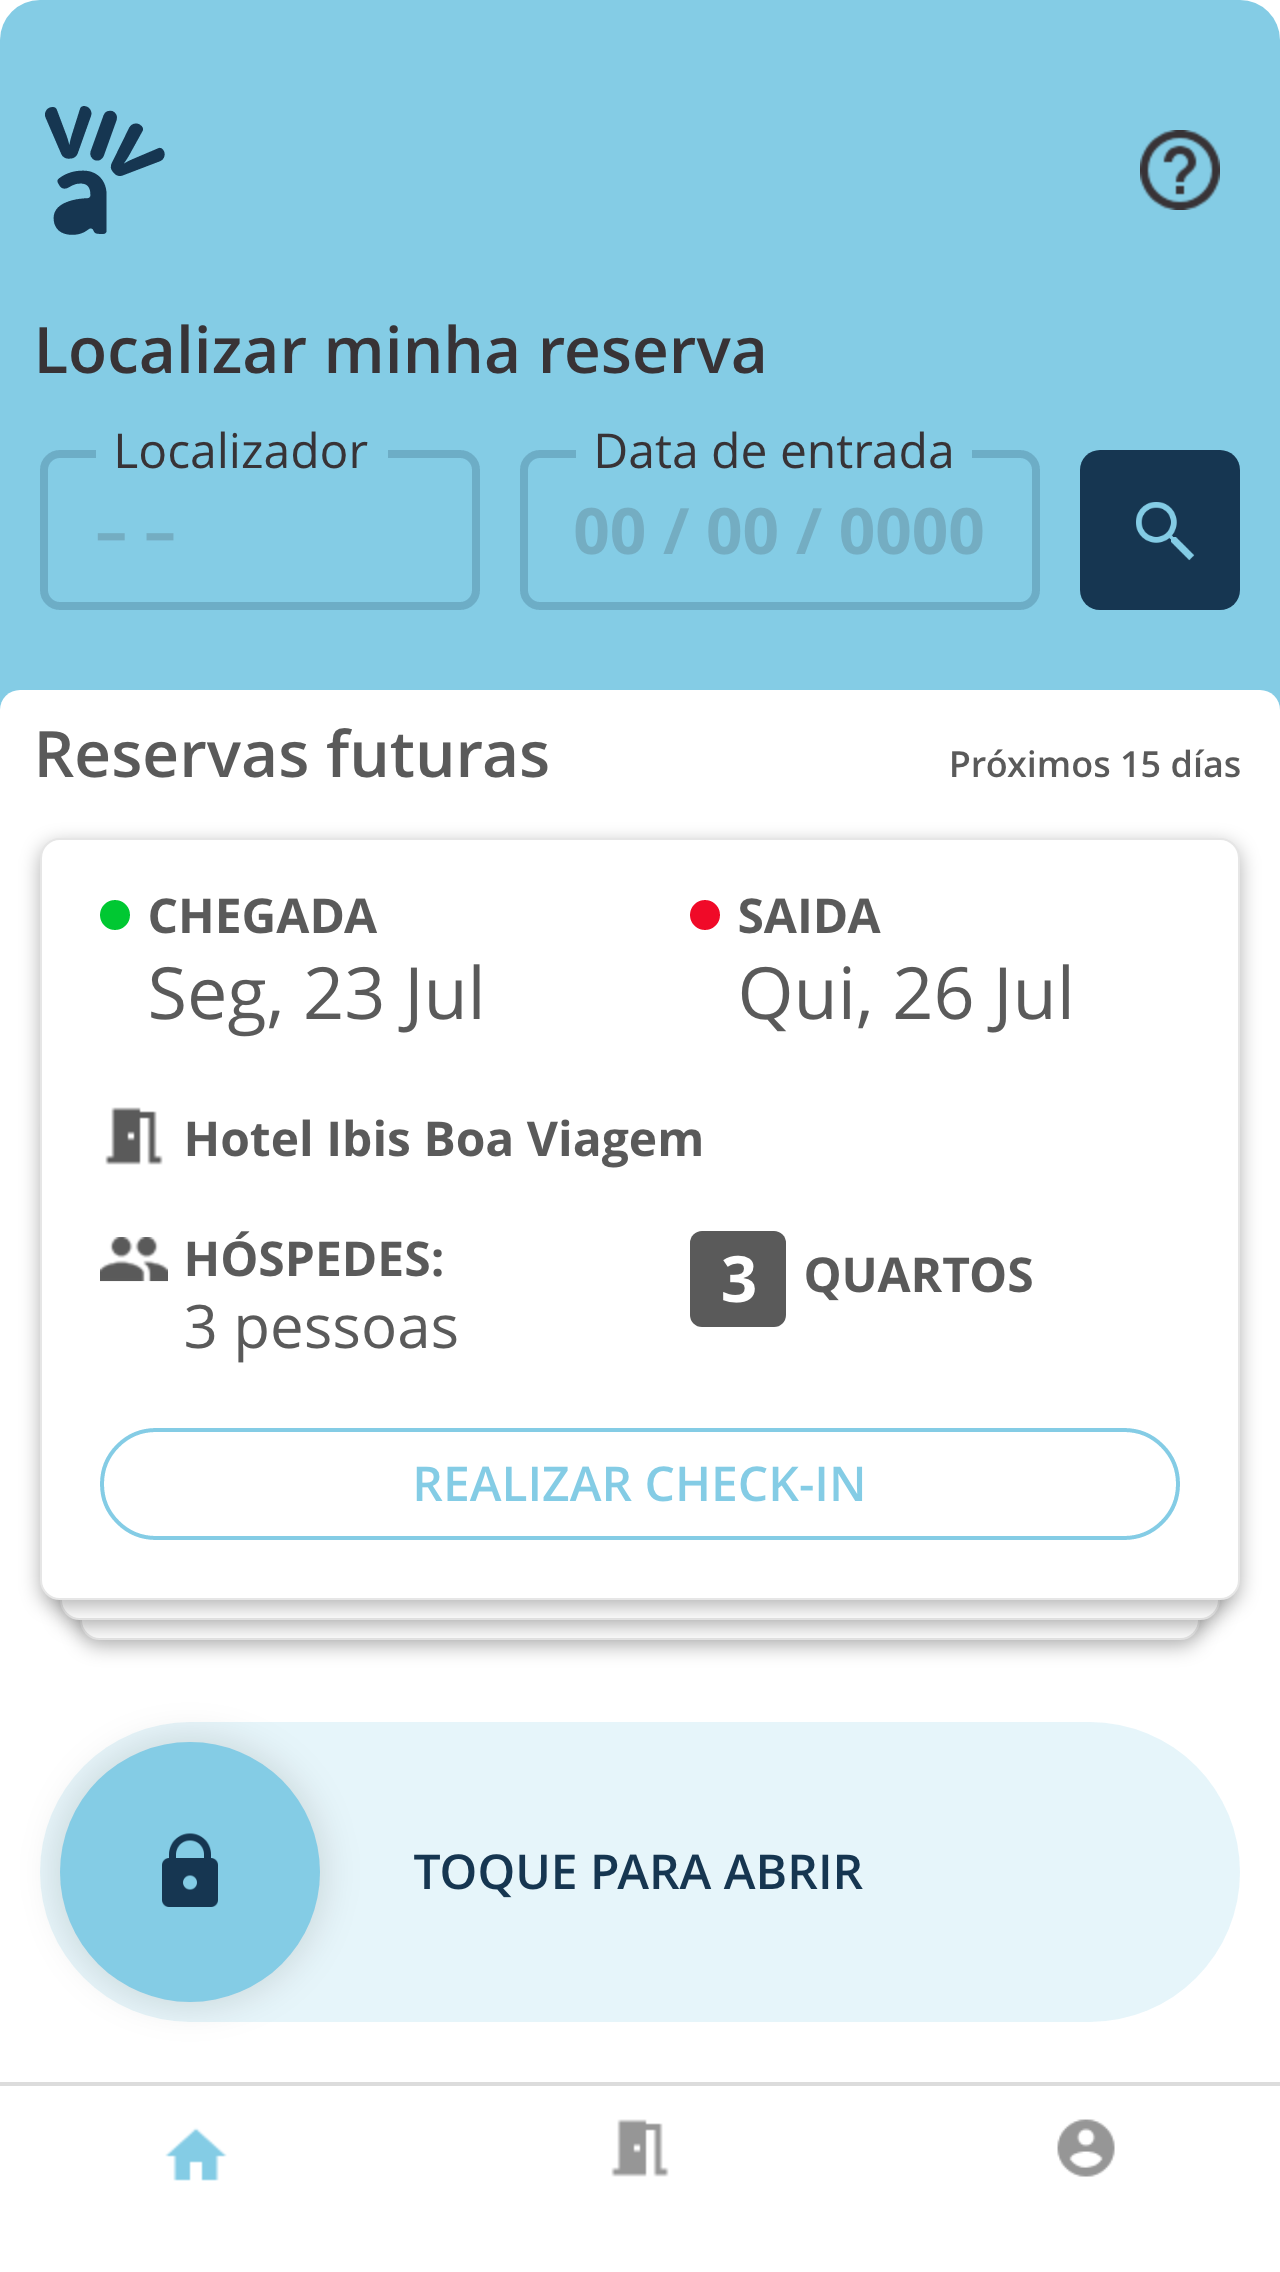 viva
Localizar minha reserva
Localizador
Data de entrada
– –
00 / 00 / 0000
Reservas futuras
Próximos 15 días
CHEGADA
SAIDA
Seg, 23 Jul
Qui, 26 Jul
Hotel Ibis Boa Viagem
HÓSPEDES:
3 pessoas
3 QUARTOS
REALIZAR CHECK-IN
TOQUE PARA ABRIR